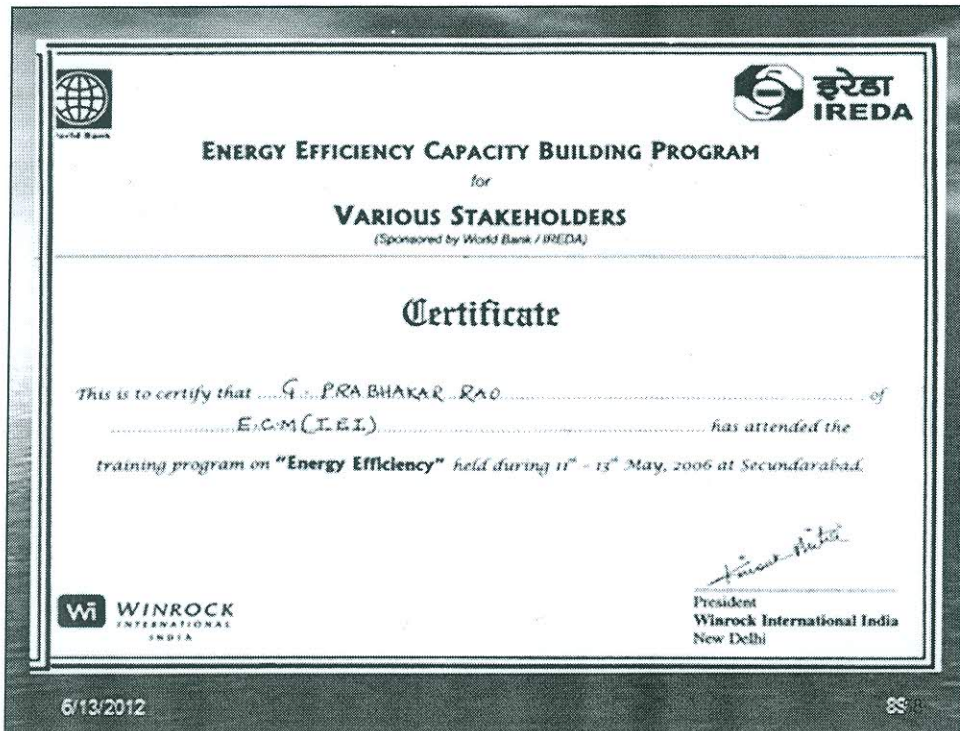 World Bank
इरेडा
IREDA
ENERGY EFFICIENCY CAPACITY BUILDING PROGRAM
for
VARIOUS STAKEHOLDERS
(Sponsored by World Bank / IREDA)
Certificate
This is to certify that G. PRABHAKAR RAO of
E.C.M (I.E.I.) has attended the
training program on "Energy Efficiency" held during 11th - 13th May, 2006 at Secundarabad.
Wi WINROCK
INTERNATIONAL
INDIA
President
Winrock International India
New Delhi
6/13/2012